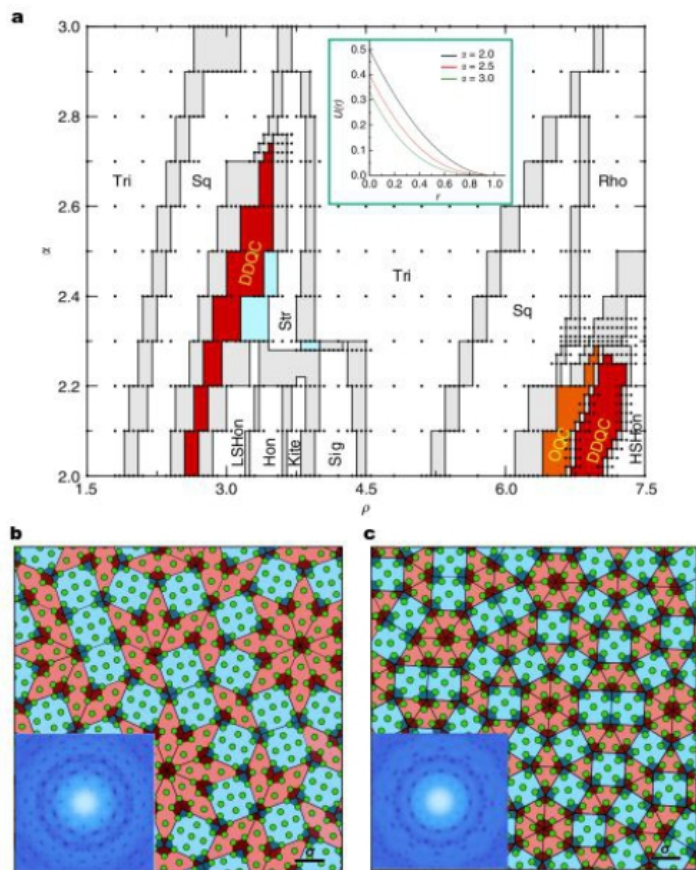 a
3.0
2.8
2.6
2.4
2.2
2.0
α
1.5
3.0
4.5
6.0
7.5
ρ
0.5
0.4
0.3
0.2
0.1
0.0
U(r)
0.0 0.2 0.4 0.6 0.8 1.0
r
α = 2.0
α = 2.5
α = 3.0
Tri
Sq
DDQC
Str
LSHon
Hon
Kite
Sig
Tri
Sq
Rho
OQC
DDQC
HSHon
b
σ
c
σ